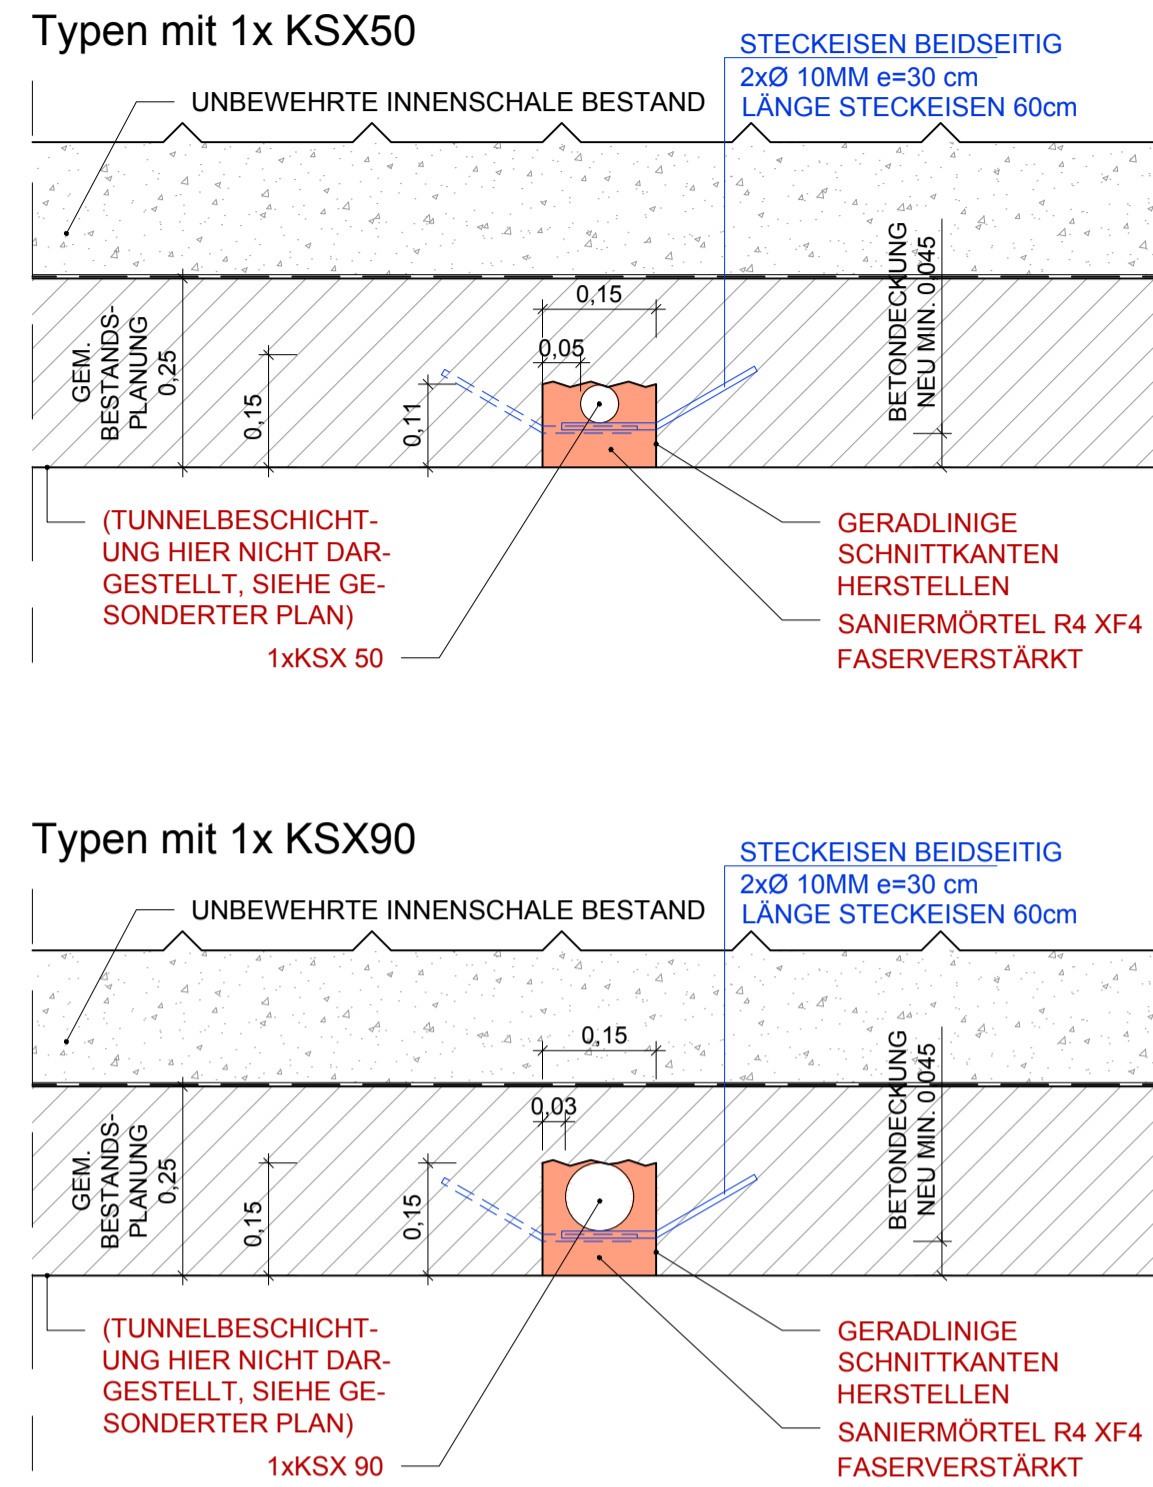 Typen mit 1x KSX50
STECKEISEN BEIDSEITIG
2xØ 10MM e=30 cm
LÄNGE STECKEISEN 60cm
UNBEWEHRTE INNENSCHALE BESTAND
GEM.
BESTANDS-
PLANUNG
0,25
0,15
0,11
0,15
0,05
BETONDECKUNG
NEU MIN. 0,045
(TUNNELBESCHICHT-
UNG HIER NICHT DAR-
GESTELLT, SIEHE GE-
SONDERTER PLAN)
1xKSX 50
GERADLINIGE
SCHNITTKANTEN
HERSTELLEN
SANIERMÖRTEL R4 XF4
FASERVERSTÄRKT
Typen mit 1x KSX90
STECKEISEN BEIDSEITIG
2xØ 10MM e=30 cm
LÄNGE STECKEISEN 60cm
UNBEWEHRTE INNENSCHALE BESTAND
GEM.
BESTANDS-
PLANUNG
0,25
0,15
0,15
0,15
0,03
BETONDECKUNG
NEU MIN. 0,045
(TUNNELBESCHICHT-
UNG HIER NICHT DAR-
GESTELLT, SIEHE GE-
SONDERTER PLAN)
1xKSX 90
GERADLINIGE
SCHNITTKANTEN
HERSTELLEN
SANIERMÖRTEL R4 XF4
FASERVERSTÄRKT